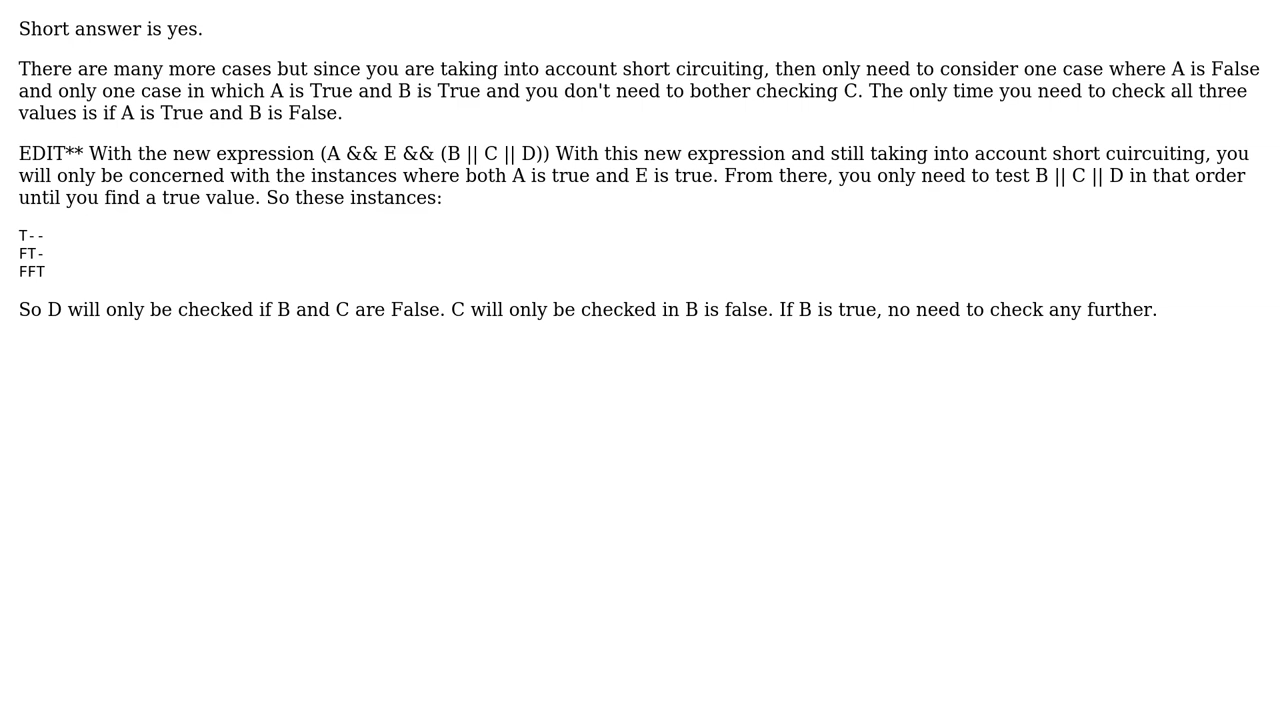 Short answer is yes.
There are many more cases but since you are taking into account short circuiting, then only need to consider one case where A is False
and only one case in which A is True and B is True and you don't need to bother checking C. The only time you need to check all three
values is if A is True and B is False.
EDIT** With the new expression (A && E && (B || C || D)) With this new expression and still taking into account short cuircuiting, you
will only be concerned with the instances where both A is true and E is true. From there, you only need to test B || C || D in that order
until you find a true value. So these instances:
T--
FT-
FFT
So D will only be checked if B and C are False. C will only be checked in B is false. If B is true, no need to check any further.